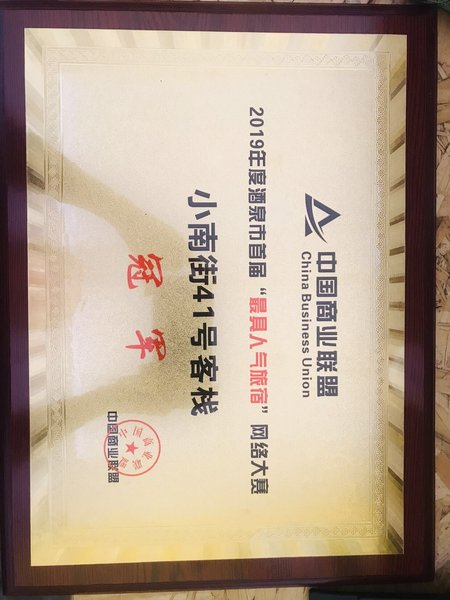 中国商业联盟
China Business Union
2019年度酒泉市首届“最具人气旅宿”网络大赛
小南街41号客栈
冠军
中国商业联盟